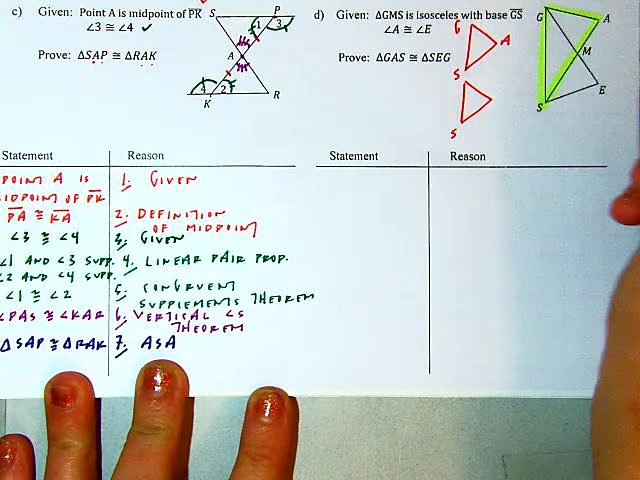 c) Given: Point A is midpoint of PK
∠3 ≅ ∠4 ✓
Prove: ΔSAP ≅ ΔRAK
S P
1 3
A
4 2
K R
Statement Reason
POINT A IS 1. GIVEN
MIDPOINT OF PK
PA ≅ KA 2. DEFINITION
OF MIDPOINT
∠3 ≅ ∠4 3. GIVEN
∠1 AND ∠3 SUPP. 4. LINEAR PAIR PROP.
∠2 AND ∠4 SUPP.
∠1 ≅ ∠2 5. CONGRUENT
SUPPLEMENTS THEOREM
∠PAS ≅ ∠KAR 6. VERTICAL ∠S
THEOREM
ΔSAP ≅ ΔRAK 7. ASA
d) Given: ΔGMS is isosceles with base GS
∠A ≅ ∠E
Prove: ΔGAS ≅ ΔSEG
G
A
S
S
G A
M
E
S
Statement Reason